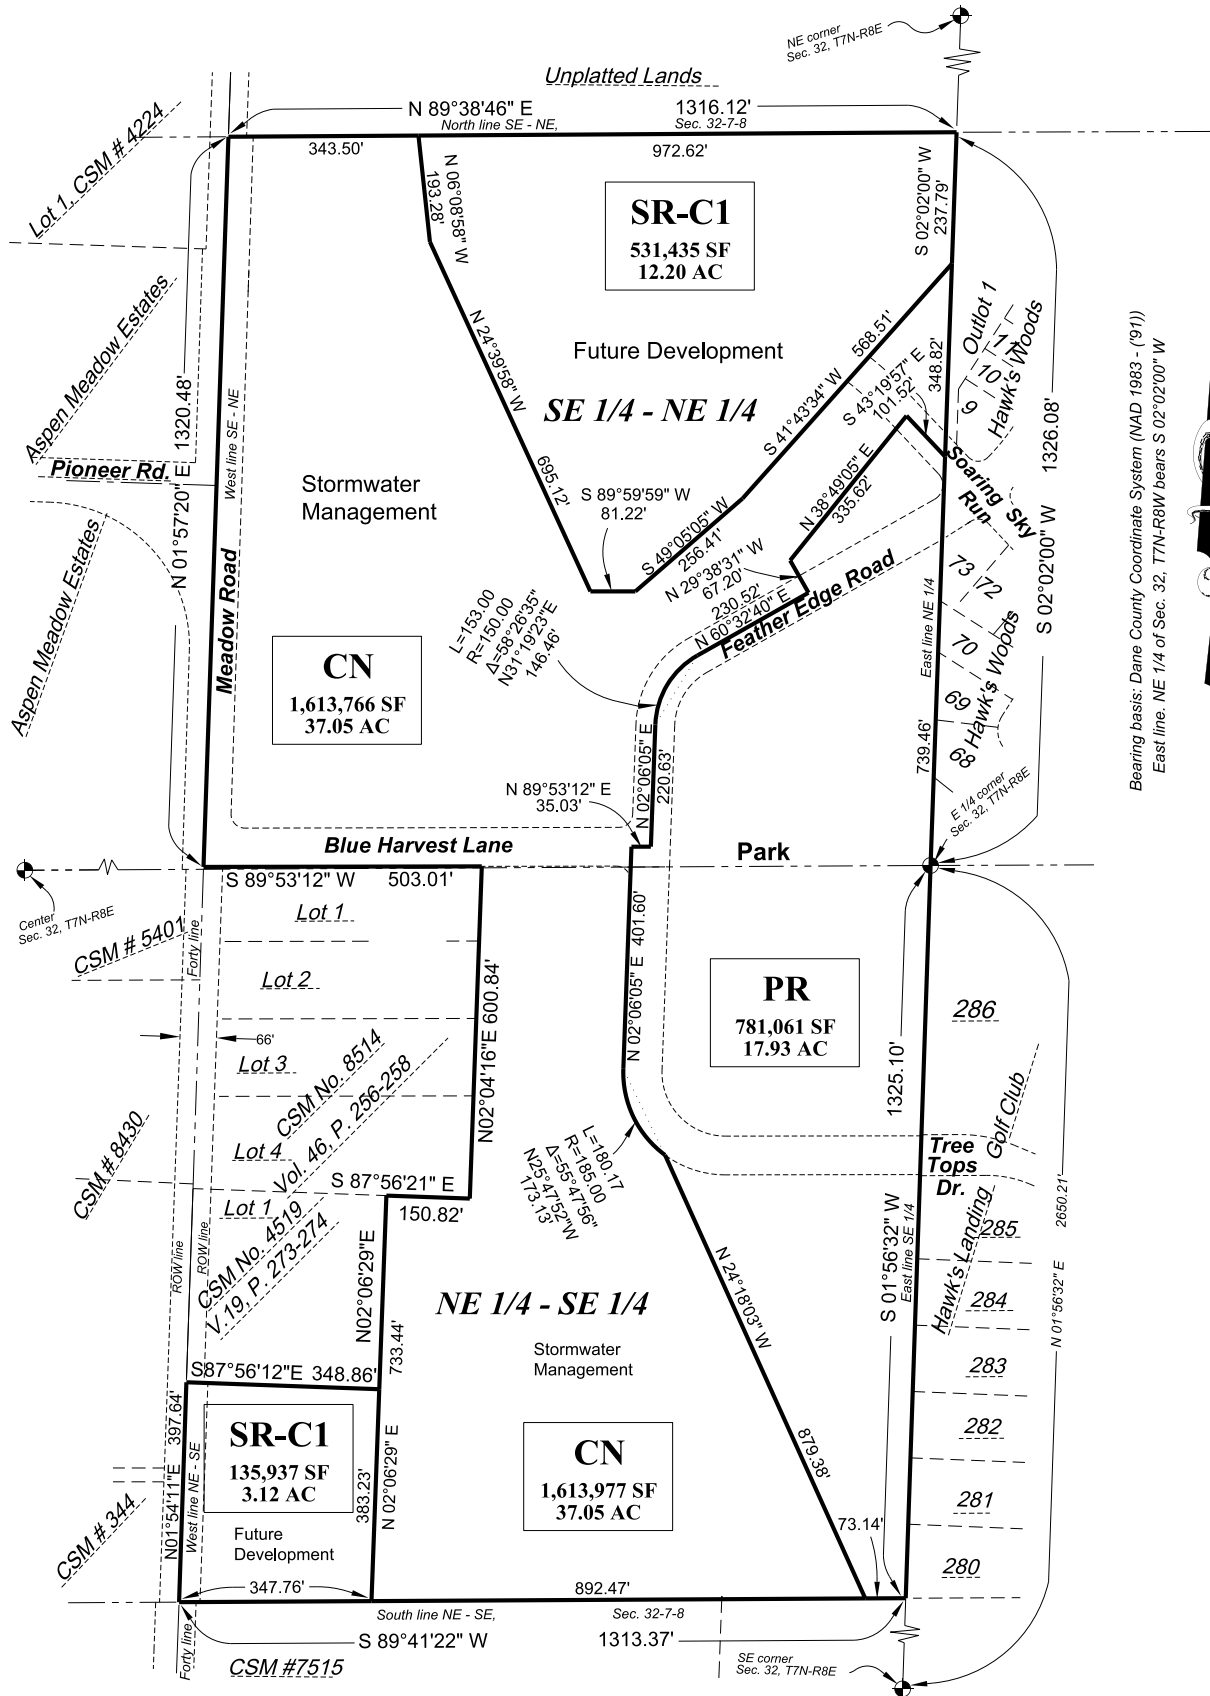 NE corner
Sec. 32, T7N-R8E
Unplatted Lands
N 89°38'46" E
1316.12'
North line SE - NE,
Sec. 32-7-8
343.50'
972.62'
Lot 1, CSM # 4224
N 06°08'58" W
193.28'
S 02°02'00" W
237.79'
SR-C1
531,435 SF
12.20 AC
Future Development
SE 1/4 - NE 1/4
N 24°39'58" W
695.12'
568.51'
S 41°43'34" W
S 43°19'57" E
101.52'
348.82'
Outlot 1
11
10
9
Hawk's Woods
1326.08'
S 02°02'00" W
Bearing basis: Dane County Coordinate System (NAD 1983 - ('91))
East line. NE 1/4 of Sec. 32, T7N-R8W bears S 02°02'00" W
Aspen Meadow Estates
N 01°57'20" E 1320.48'
West line SE - NE
Pioneer Rd.
Aspen Meadow Estates
Meadow Road
Stormwater
Management
S 89°59'59" W
81.22'
S 49°05'05" W
256.41'
N 38°49'05" E
335.62'
Soaring Sky
Run
N 29°38'31" W
67.20'
230.52'
N 60°32'40" E
Feather Edge Road
East line NE 1/4
73
72
70
69
68
Hawk's Woods
739.46'
L=153.00
R=150.00
Δ=58°26'35"
N31°19'23"E
146.46'
CN
1,613,766 SF
37.05 AC
N 02°06'05" E
220.63'
N 89°53'12" E
35.03'
E 1/4 corner
Sec. 32, T7N-R8E
Blue Harvest Lane
Park
S 89°53'12" W
503.01'
Center
Sec. 32, T7N-R8E
CSM # 5401
Forty line
Lot 1
Lot 2
66'
Lot 3
CSM No. 8514
Vol. 46, P. 256-258
Lot 4
N02°04'16"E 600.84'
N 02°06'05" E 401.60'
PR
781,061 SF
17.93 AC
1325.10'
286
Golf Club
CSM # 8430
S 87°56'21" E
150.82'
Lot 1
CSM No. 4519
V.19, P. 273-274
ROW line
ROW line
L=180.17
R=185.00
Δ=55°47'56"
N25°47'52"W
173.13'
Tree
Tops
Dr.
2650.21'
N 01°56'32" E
S 01°56'32" W
East line SE 1/4
Hawk's Landing
285
284
283
282
281
280
N02°06'29"E
733.44'
NE 1/4 - SE 1/4
N 24°18'03" W
879.38'
Stormwater
Management
S87°56'12"E 348.86'
N01°54'11"E 397.64'
West line NE - SE
SR-C1
135,937 SF
3.12 AC
Future
Development
383.23'
N 02°06'29" E
CN
1,613,977 SF
37.05 AC
73.14'
CSM # 344
347.76'
892.47'
South line NE - SE,
Sec. 32-7-8
S 89°41'22" W
1313.37'
Forty line
CSM #7515
SE corner
Sec. 32, T7N-R8E